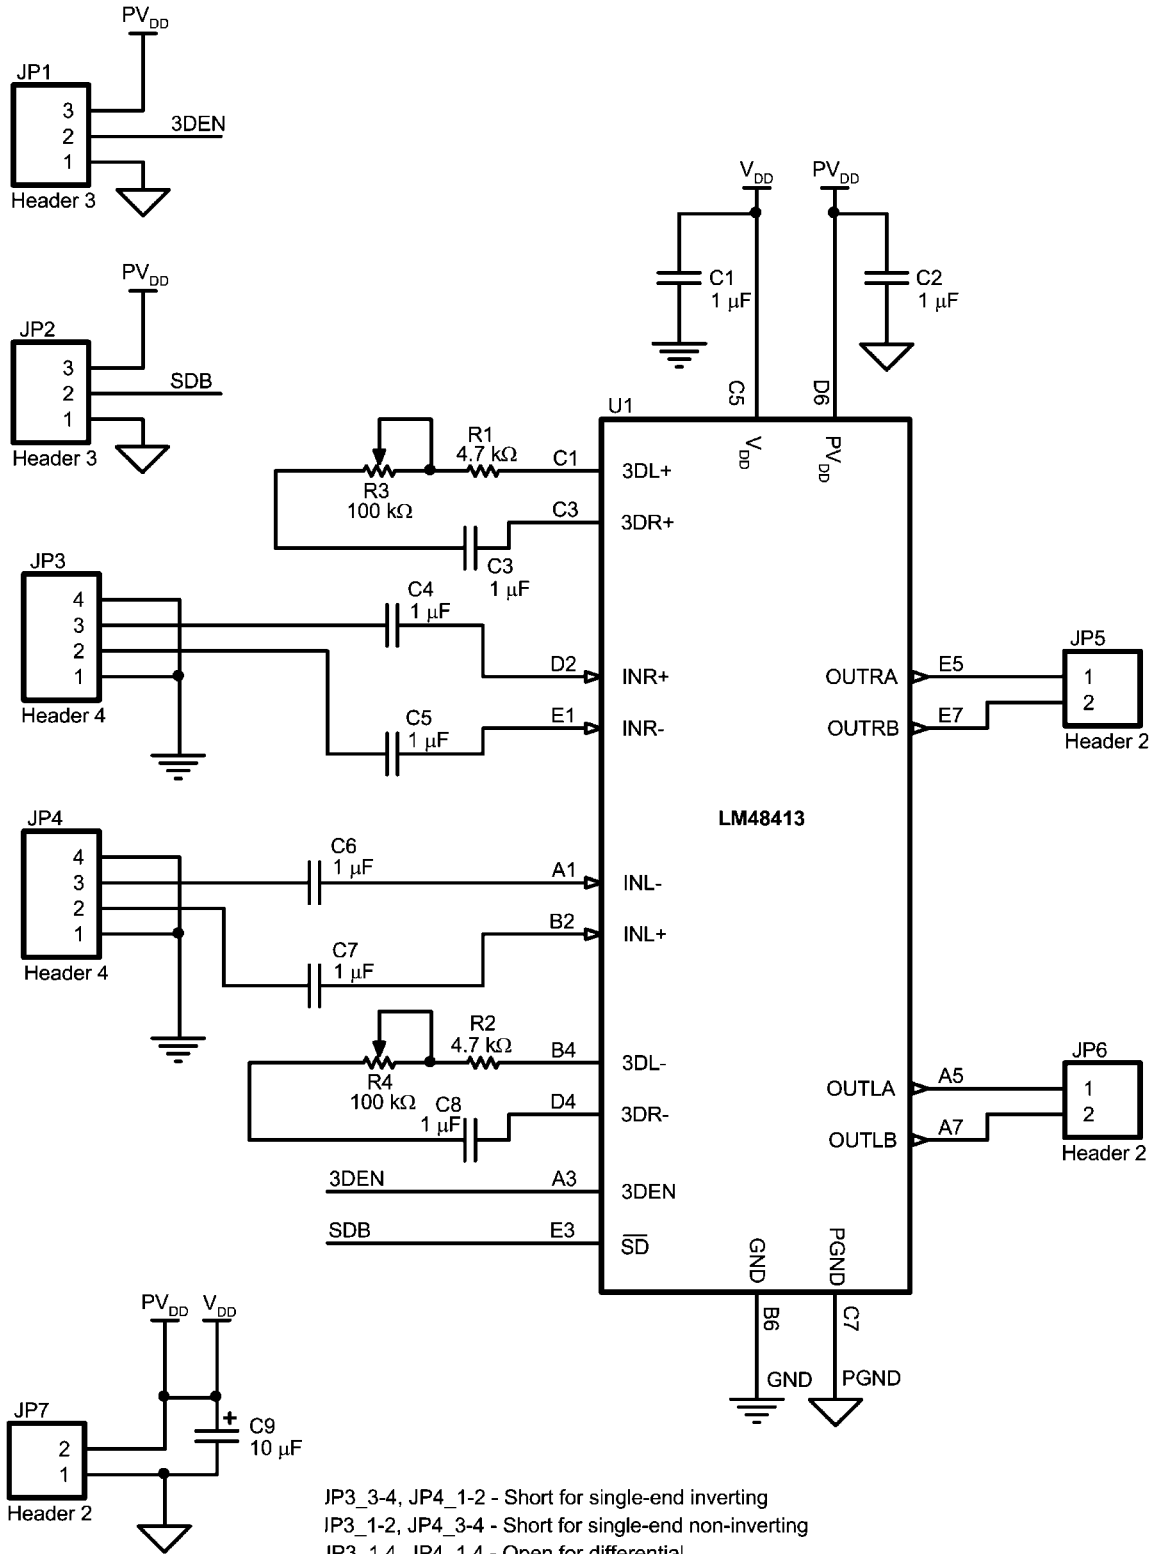 PVDD
JP1
3
2
1
3DEN
Header 3
PVDD
JP2
3
2
1
SDB
Header 3
VDD
PVDD
C1
1 µF
C2
1 µF
C5
D6
U1
VDD
PVDD
R1
4.7 kΩ
C1
3DL+
R3
100 kΩ
C3
3DR+
C3
1 µF
JP3
4
3
2
1
Header 4
C4
1 µF
D2
INR+
C5
1 µF
E1
INR-
OUTRA
E5
OUTRB
E7
JP5
1
2
Header 2
LM48413
JP4
4
3
2
1
Header 4
C6
1 µF
A1
INL-
B2
INL+
C7
1 µF
R2
4.7 kΩ
B4
3DL-
R4
100 kΩ
C8
1 µF
D4
3DR-
OUTLA
A5
OUTLB
A7
JP6
1
2
Header 2
3DEN
A3
3DEN
SDB
E3
SD
GND
PGND
B6
C7
GND
PGND
PVDD
VDD
JP7
2
1
Header 2
+
C9
10 µF
JP3_3-4, JP4_1-2 - Short for single-end inverting
JP3_1-2, JP4_3-4 - Short for single-end non-inverting
JP3_1-4, JP4_1-4 - Open for differential